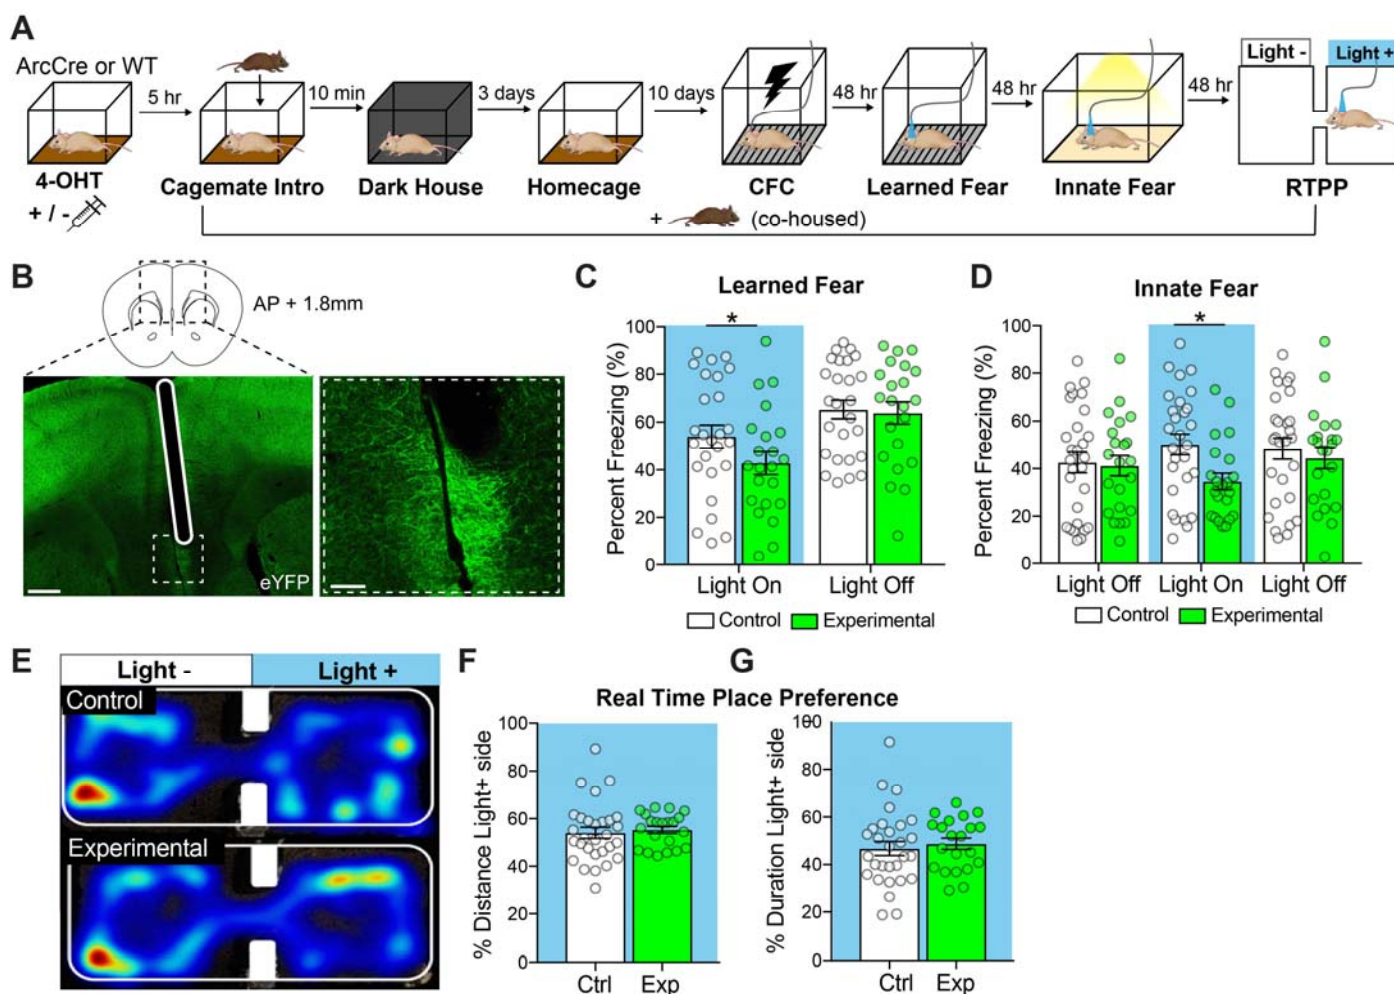 A
ArcCre or WT
5 hr
10 min
3 days
10 days
48 hr
48 hr
48 hr
Light -
Light +
4-OHT
+ / -
Cagemate Intro
Dark House
Homecage
CFC
Learned Fear
Innate Fear
RTPP
+ (co-housed)
B
AP + 1.8mm
eYFP
C
Learned Fear
*
Percent Freezing (%)
100
80
60
40
20
0
Light On
Light Off
Control
Experimental
D
Innate Fear
*
Percent Freezing (%)
100
80
60
40
20
0
Light Off
Light On
Light Off
Control
Experimental
E
Light -
Light +
Control
Experimental
F
G
Real Time Place Preference
% Distance Light+ side
100
80
60
40
20
0
Ctrl
Exp
% Duration Light+ side
100
80
60
40
20
0
Ctrl
Exp